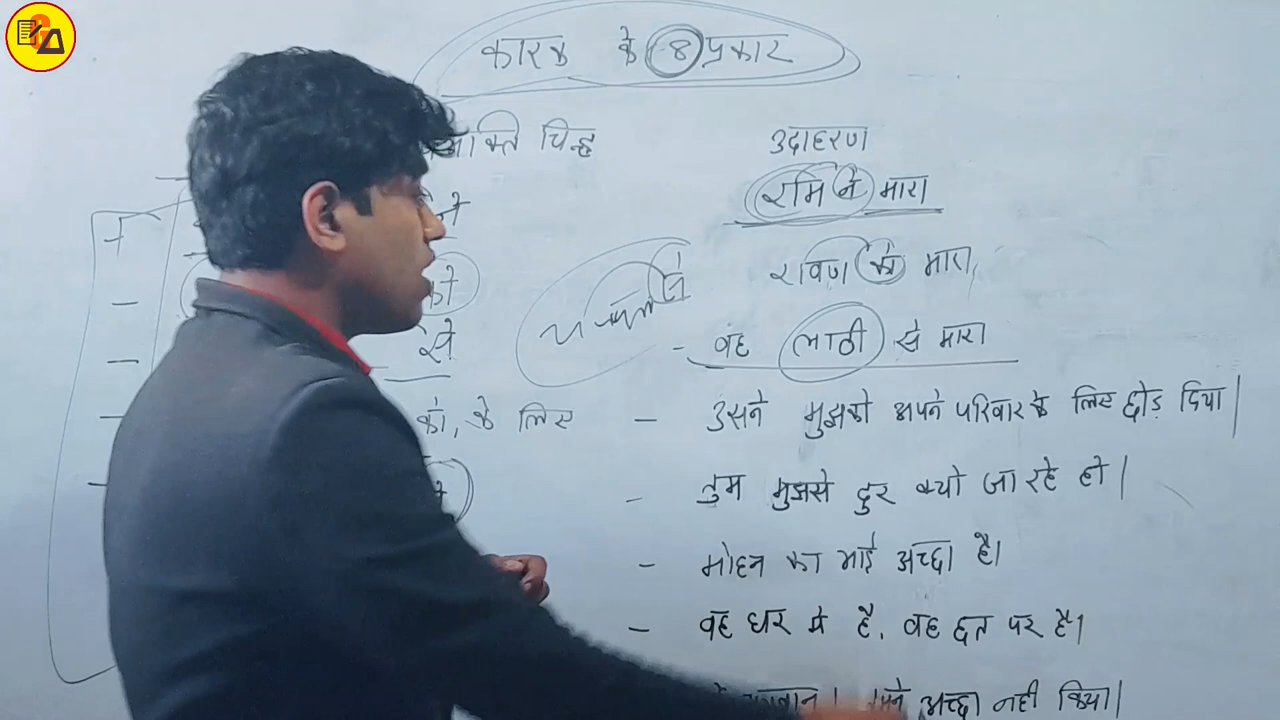 कारक के 8 प्रकार
चिन्ह उदाहरण
ने मारा
को रावण को मारा
से वह लाठी से मारा
को, के लिए - उसने मुझको अपने परिवार के लिए छोड़ दिया।
- तुम मुझसे दुर क्यो जा रहे हो।
- मोहन का भाई अच्छा है।
- वह घर मे है, वह छत पर है।
अच्छा नही किया।